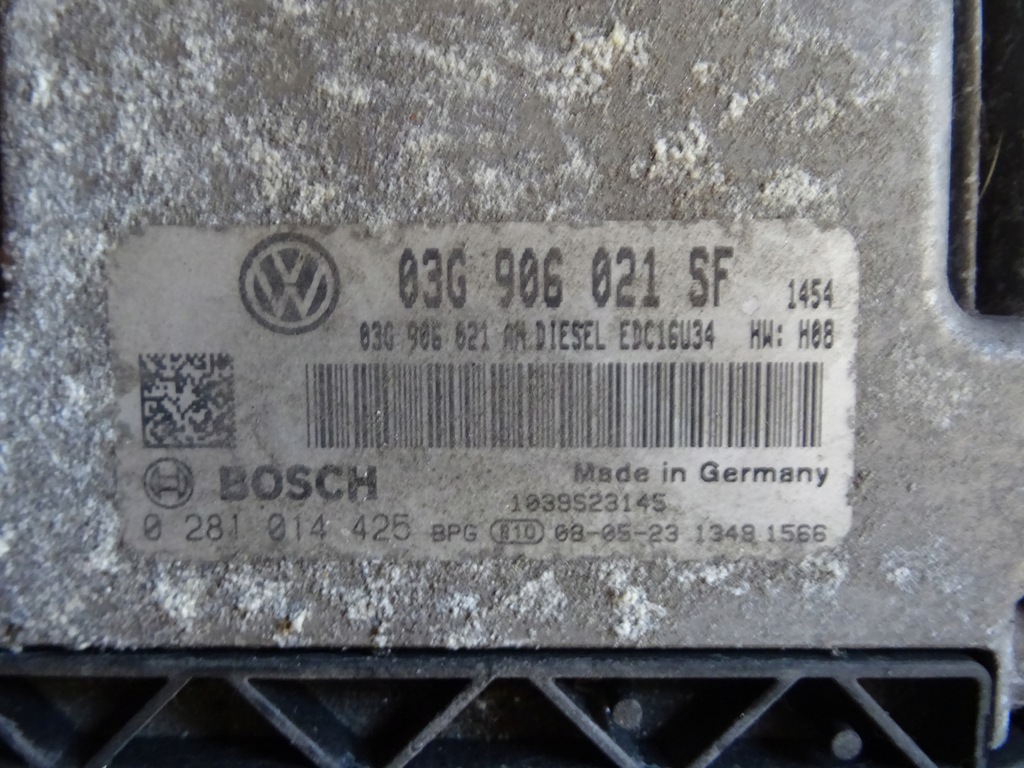 03G 906 021 SF 1454
03G 906 021 AM DIESEL EDC16U34 HW: H08
BOSCH
Made in Germany
1039S23145
0 281 014 425 BPG 810 08-05-23 1348 1566